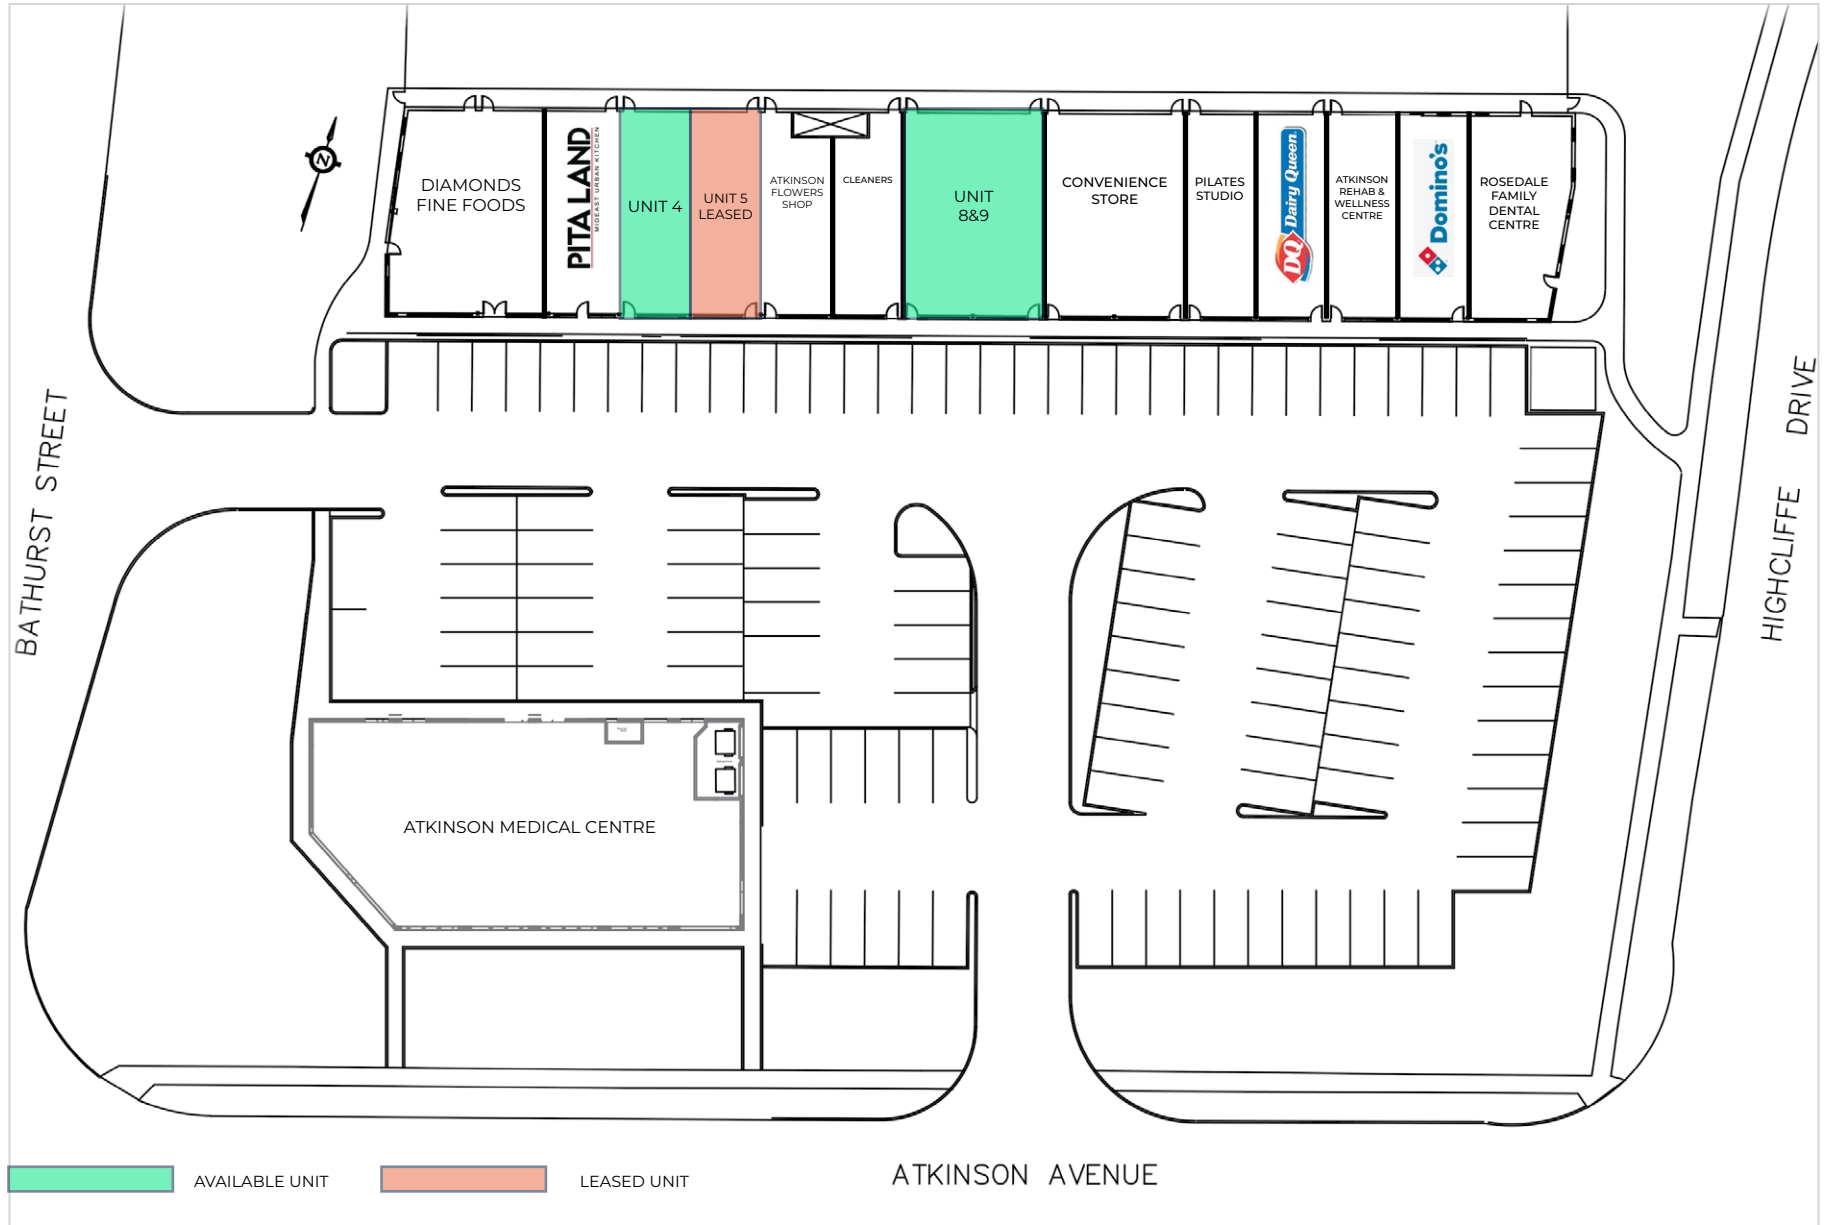 DIAMONDS
FINE FOODS
PITALAND
MIDEAST URBAN KITCHEN
UNIT 4
UNIT 5
LEASED
ATKINSON
FLOWERS
SHOP
CLEANERS
UNIT
8&9
CONVENIENCE
STORE
PILATES
STUDIO
DQ Dairy Queen.
ATKINSON
REHAB &
WELLNESS
CENTRE
Domino's
ROSEDALE
FAMILY
DENTAL
CENTRE
N
BATHURST STREET
HIGHCLIFFE DRIVE
ATKINSON MEDICAL CENTRE
ATKINSON AVENUE
AVAILABLE UNIT
LEASED UNIT